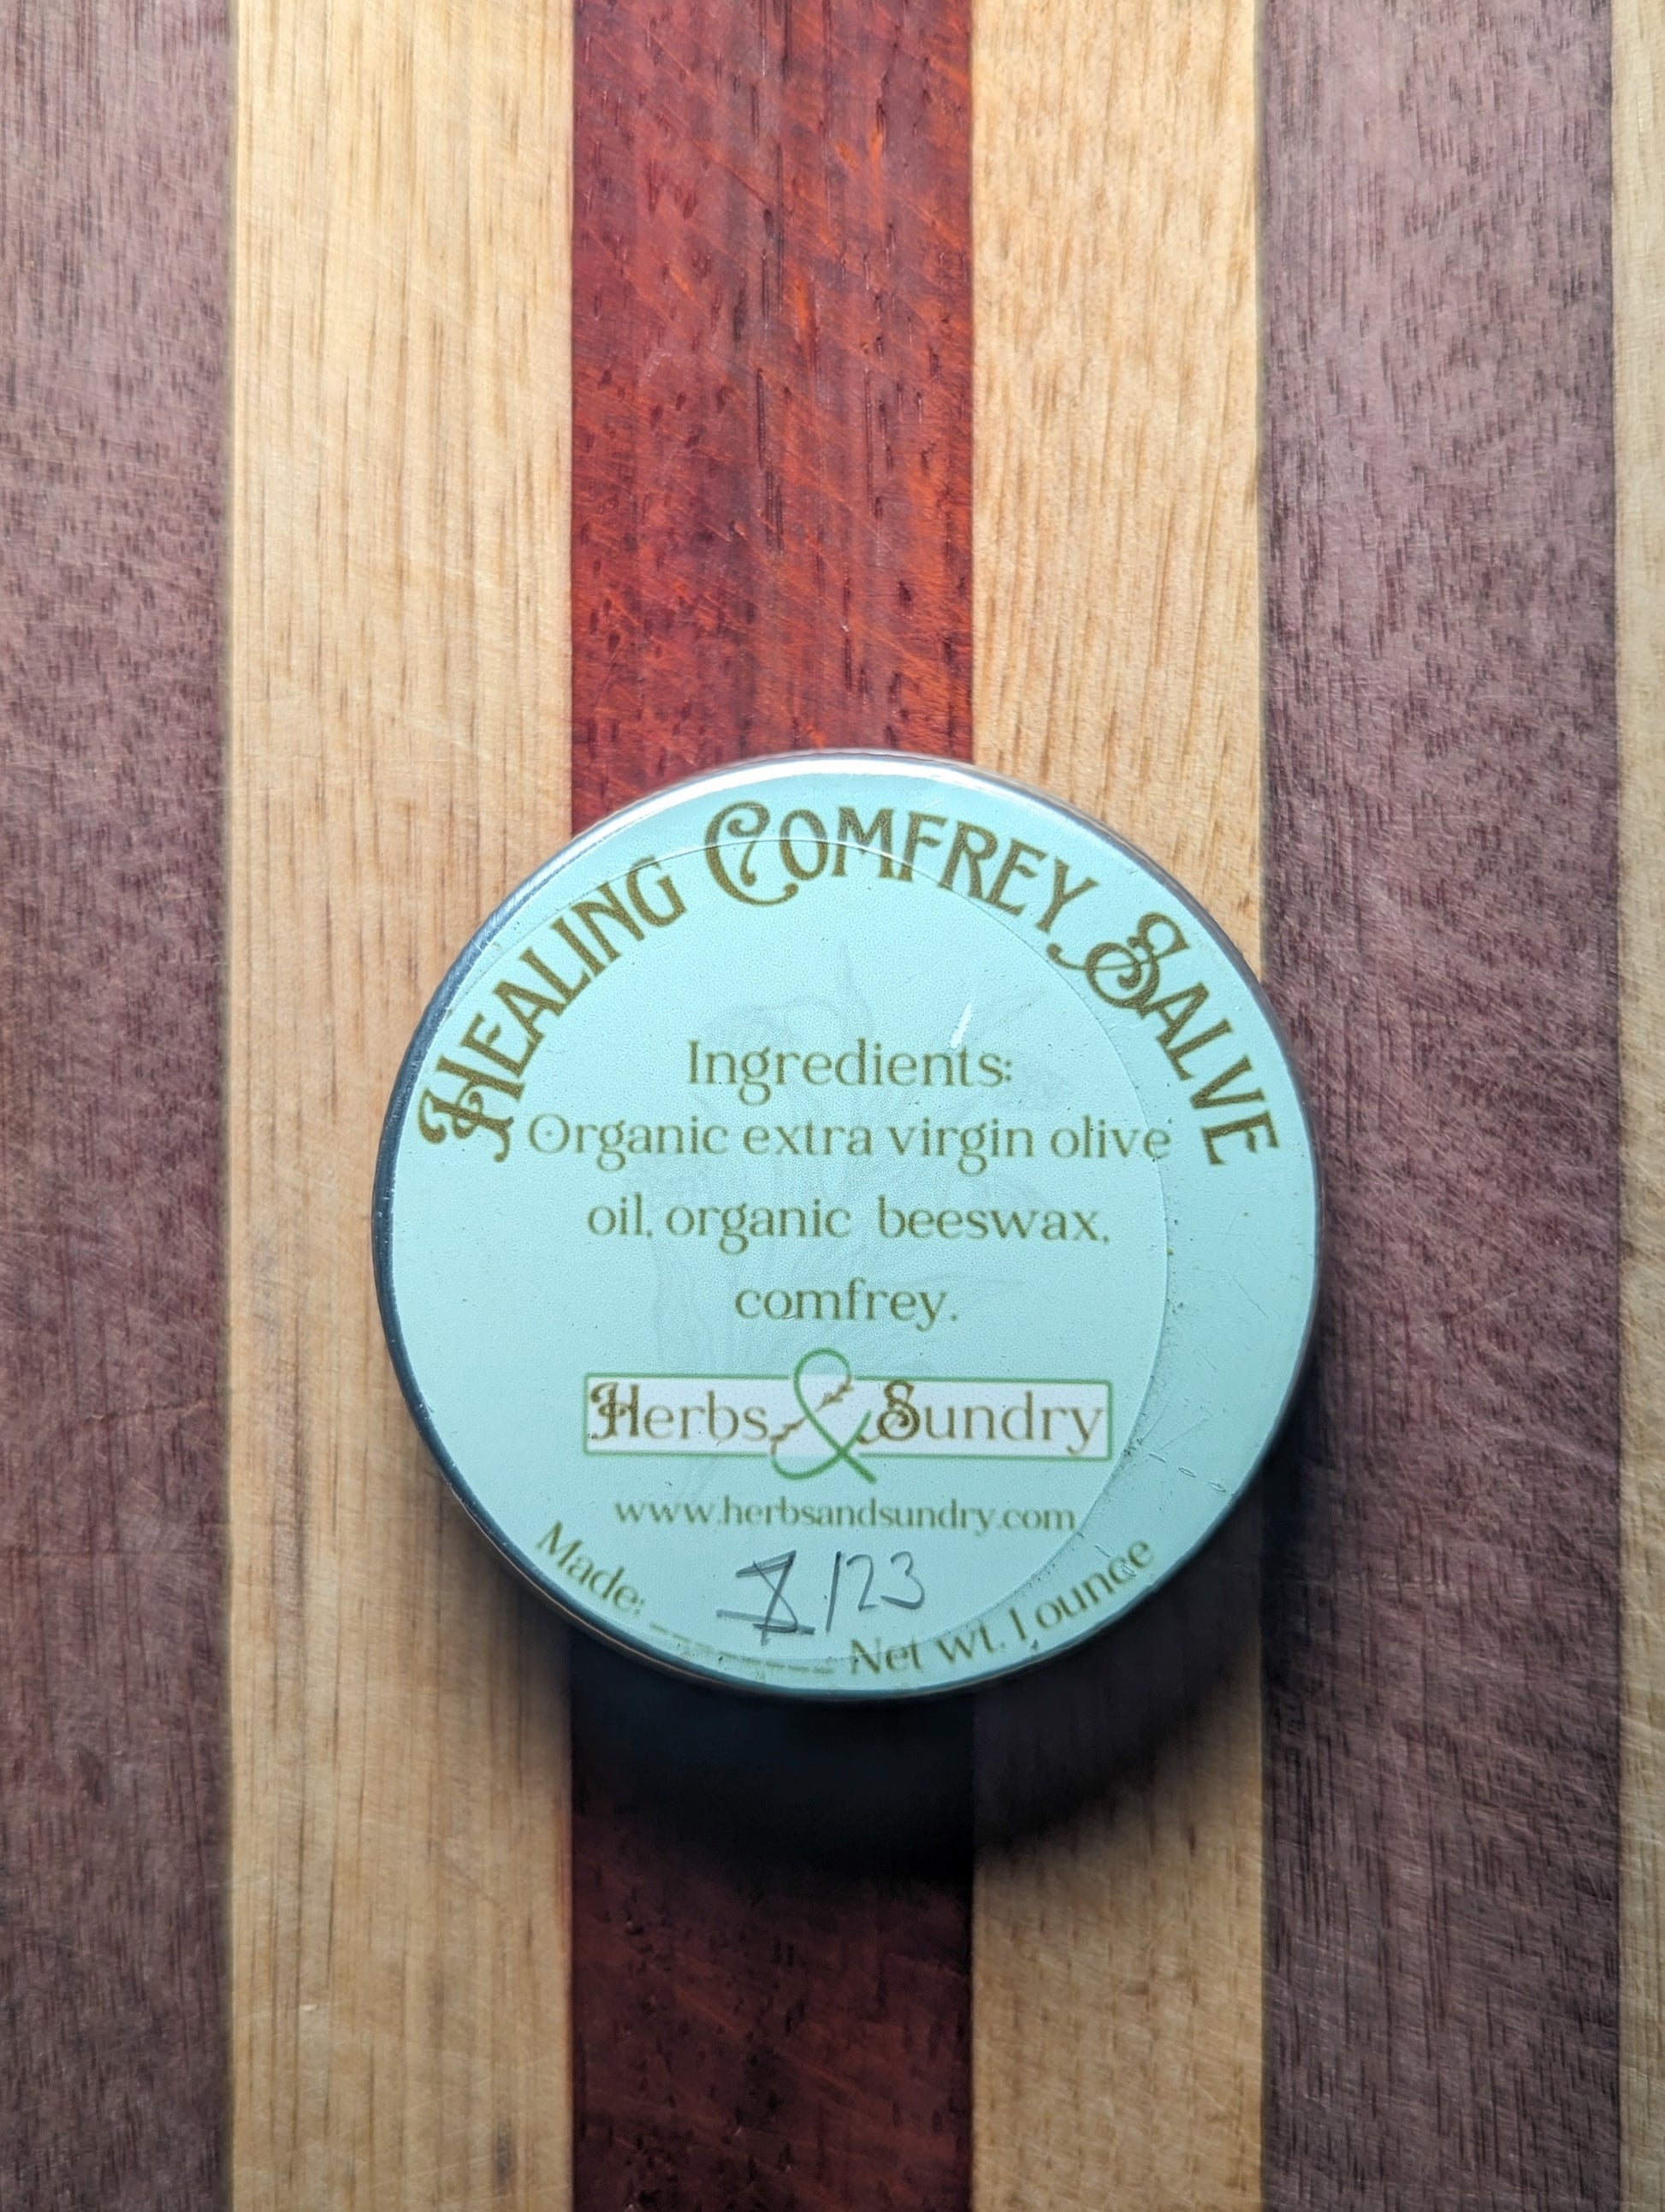 HEALING COMFREY SALVE
Ingredients:
Organic extra virgin olive
oil, organic beeswax,
comfrey.
Herbs & Sundry
www.herbsandsundry.com
Made: /23
Net wt. 1 ounce